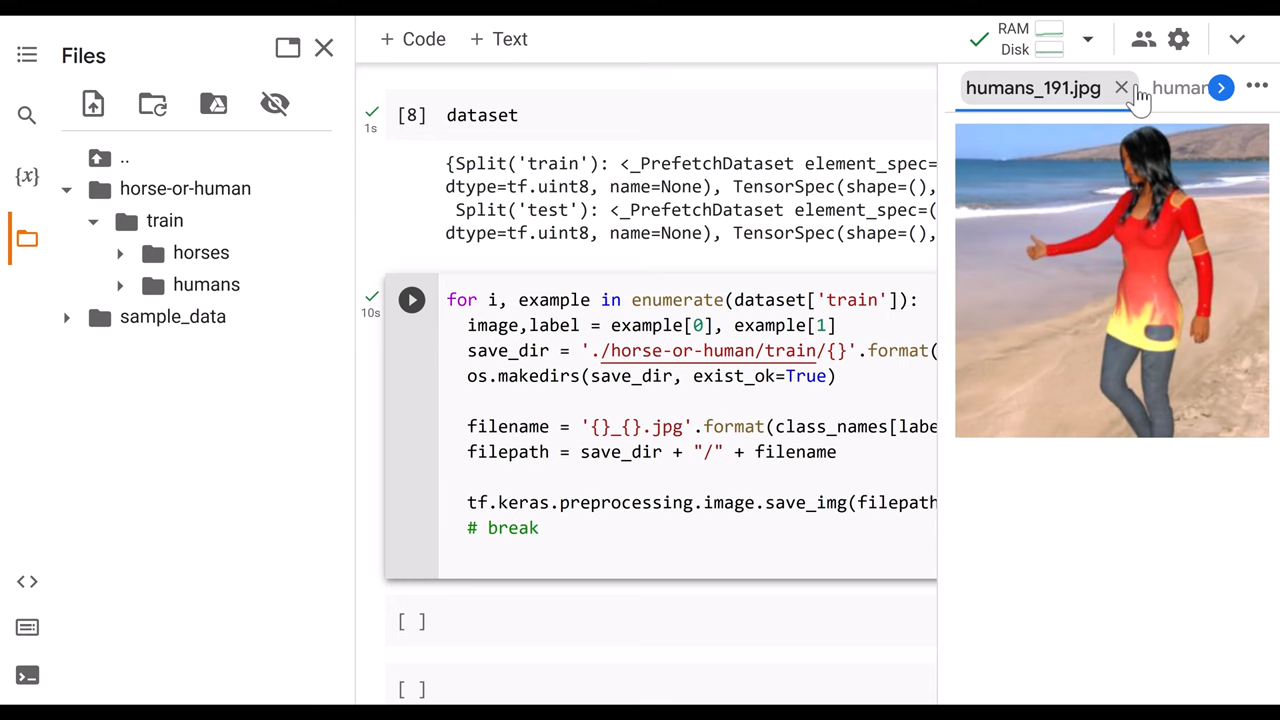 Files
..
horse-or-human
train
horses
humans
sample_data
{x}
<>
+ Code + Text
RAM
Disk
1s
[8] dataset
{Split('train'): <_PrefetchDataset element_spec=
dtype=tf.uint8, name=None), TensorSpec(shape=(),
Split('test'): <_PrefetchDataset element_spec=(
dtype=tf.uint8, name=None), TensorSpec(shape=(),
10s
for i, example in enumerate(dataset['train']):
image,label = example[0], example[1]
save_dir = './horse-or-human/train/{}'.format(
os.makedirs(save_dir, exist_ok=True)
filename = '{}_{}.jpg'.format(class_names[labe
filepath = save_dir + "/" + filename
tf.keras.preprocessing.image.save_img(filepath
# break
[ ]
[ ]
humans_191.jpg
human